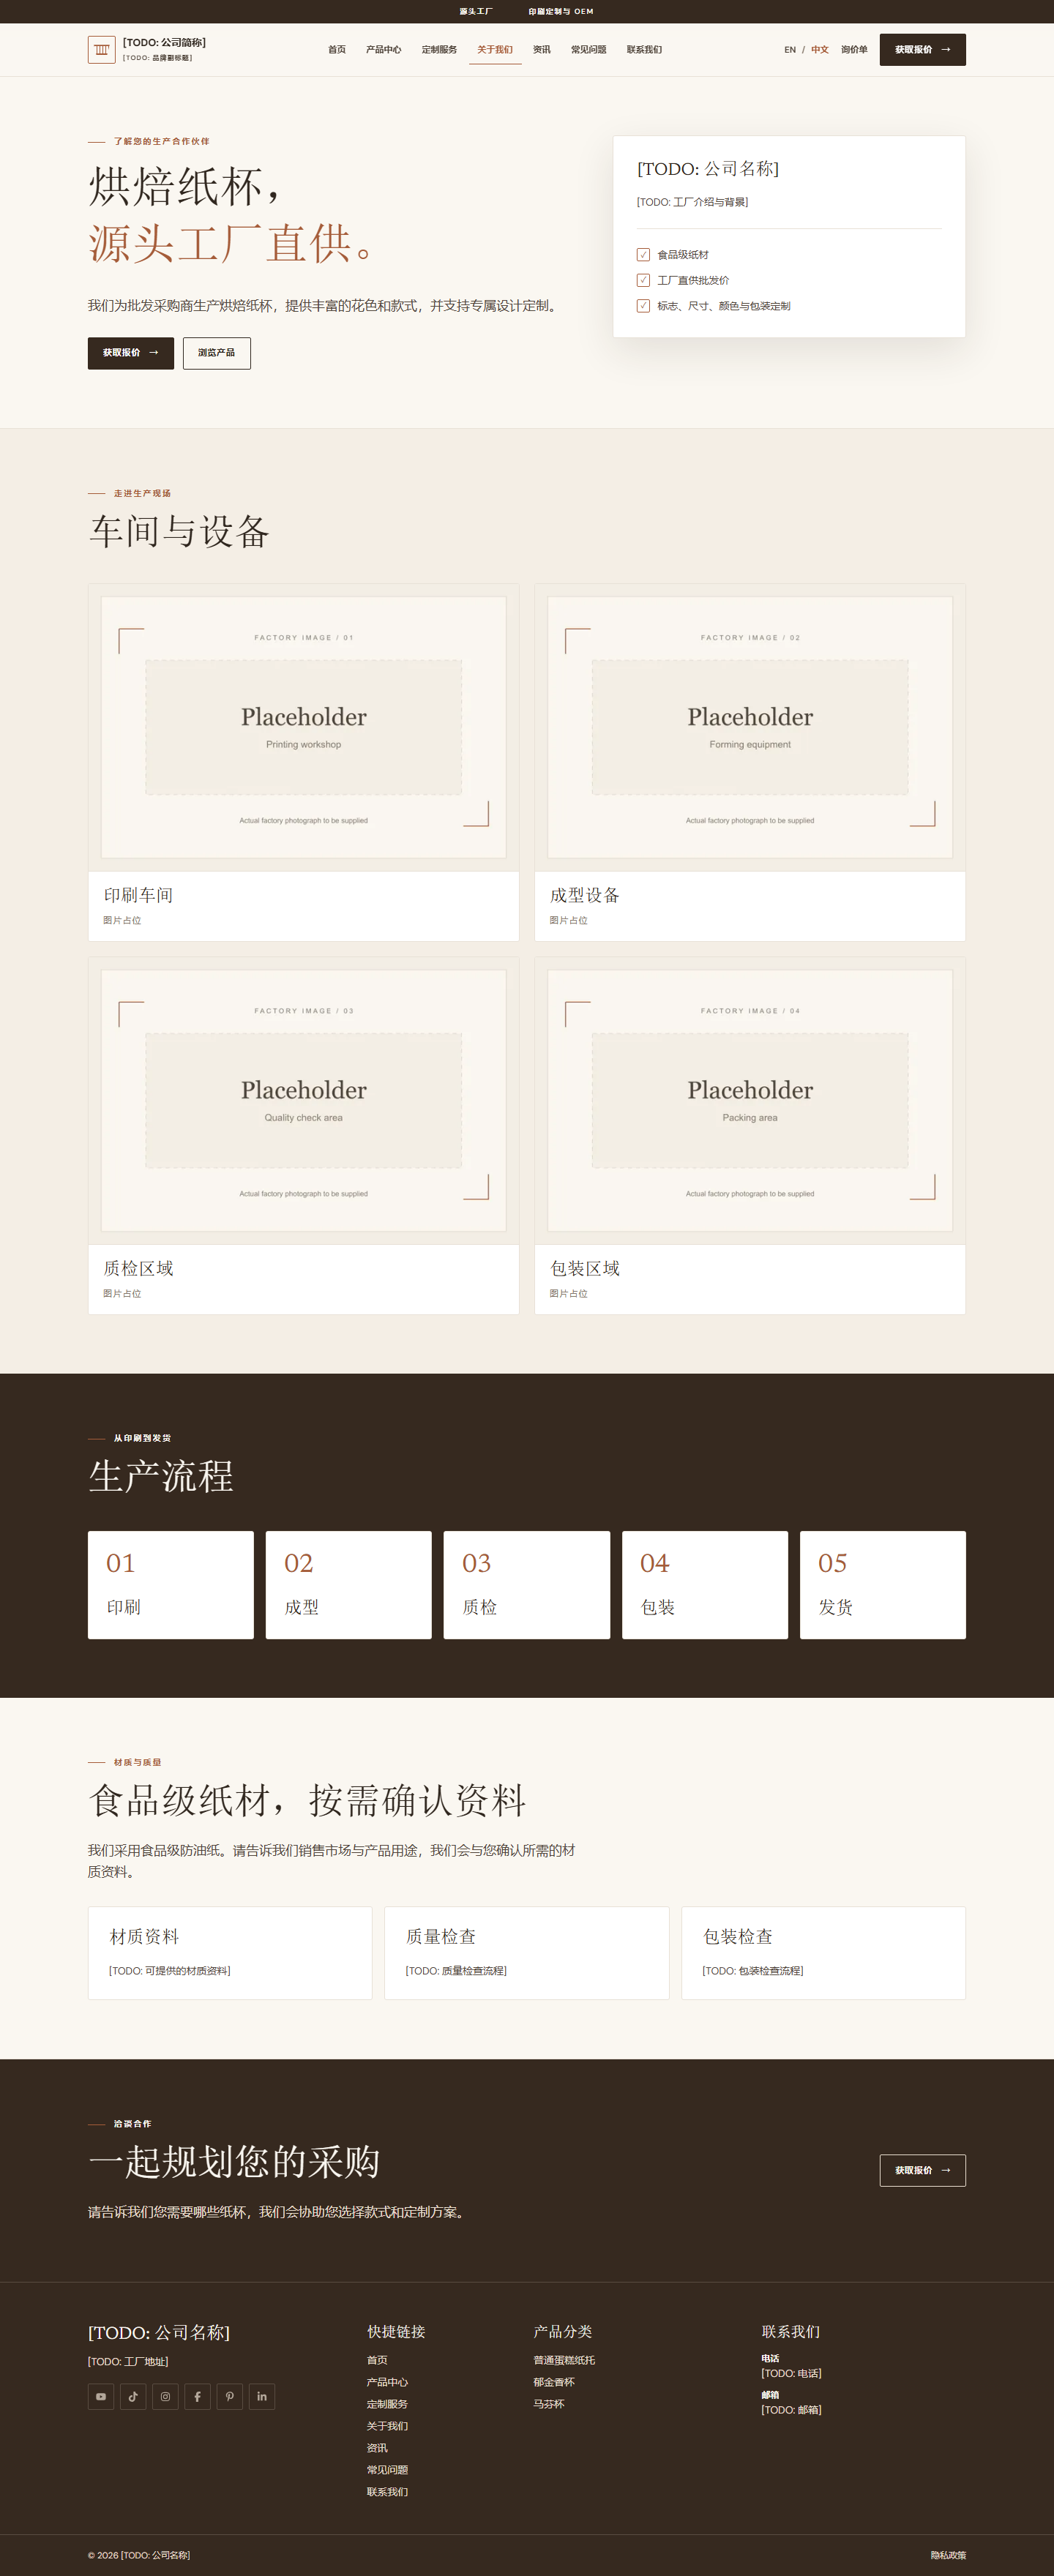 源头工厂
印刷定制与 OEM
[TODO: 公司简称]
[TODO: 品牌副标题]
首页
产品中心
定制服务
关于我们
资讯
常见问题
联系我们
EN / 中文
询价单
获取报价 →
了解您的生产合作伙伴
烘焙纸杯，
源头工厂直供。
我们为批发采购商生产烘焙纸杯，提供丰富的花色和款式，并支持专属设计定制。
获取报价 →
浏览产品
[TODO: 公司名称]
[TODO: 工厂介绍与背景]
食品级纸材
工厂直供批发价
标志、尺寸、颜色与包装定制
走进生产现场
车间与设备
FACTORY IMAGE / 01
Placeholder
Printing workshop
Actual factory photograph to be supplied
印刷车间
图片占位
FACTORY IMAGE / 02
Placeholder
Forming equipment
Actual factory photograph to be supplied
成型设备
图片占位
FACTORY IMAGE / 03
Placeholder
Quality check area
Actual factory photograph to be supplied
质检区域
图片占位
FACTORY IMAGE / 04
Placeholder
Packing area
Actual factory photograph to be supplied
包装区域
图片占位
从印刷到发货
生产流程
01
印刷
02
成型
03
质检
04
包装
05
发货
材质与质量
食品级纸材，按需确认资料
我们采用食品级防油纸。请告诉我们销售市场与产品用途，我们会与您确认所需的材
质资料。
材质资料
[TODO: 可提供的材质资料]
质量检查
[TODO: 质量检查流程]
包装检查
[TODO: 包装检查流程]
洽谈合作
一起规划您的采购
请告诉我们您需要哪些纸杯，我们会协助您选择款式和定制方案。
获取报价 →
[TODO: 公司名称]
[TODO: 工厂地址]
快捷链接
首页
产品中心
定制服务
关于我们
资讯
常见问题
联系我们
产品分类
普通蛋糕纸托
郁金香杯
马芬杯
联系我们
电话
[TODO: 电话]
邮箱
[TODO: 邮箱]
© 2026 [TODO: 公司名称]
隐私政策